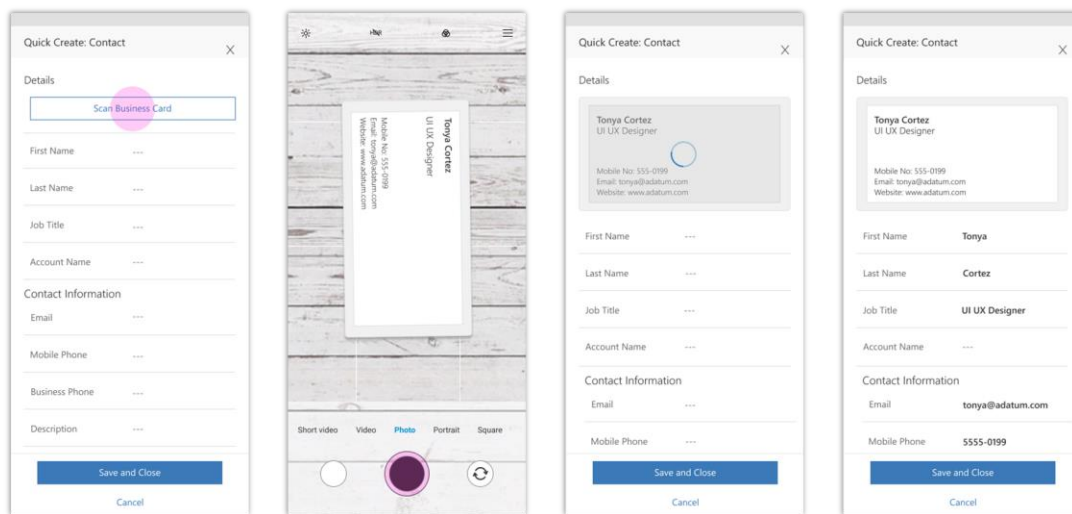 Quick Create: Contact
X
Details
Scan Business Card
First Name ---
Last Name ---
Job Title ---
Account Name ---
Contact Information
Email ---
Mobile Phone ---
Business Phone ---
Description ---
Save and Close
Cancel
Tonya Cortez
UI UX Designer
Mobile No: 555-0199
Email: tonya@adatum.com
Website: www.adatum.com
Short video Video Photo Portrait Square
Quick Create: Contact
X
Details
Tonya Cortez
UI UX Designer
Mobile No: 555-0199
Email: tonya@adatum.com
Website: www.adatum.com
First Name ---
Last Name ---
Job Title ---
Account Name ---
Contact Information
Email ---
Mobile Phone ---
Save and Close
Cancel
Quick Create: Contact
X
Details
Tonya Cortez
UI UX Designer
Mobile No: 555-0199
Email: tonya@adatum.com
Website: www.adatum.com
First Name Tonya
Last Name Cortez
Job Title UI UX Designer
Account Name ---
Contact Information
Email tonya@adatum.com
Mobile Phone 5555-0199
Save and Close
Cancel